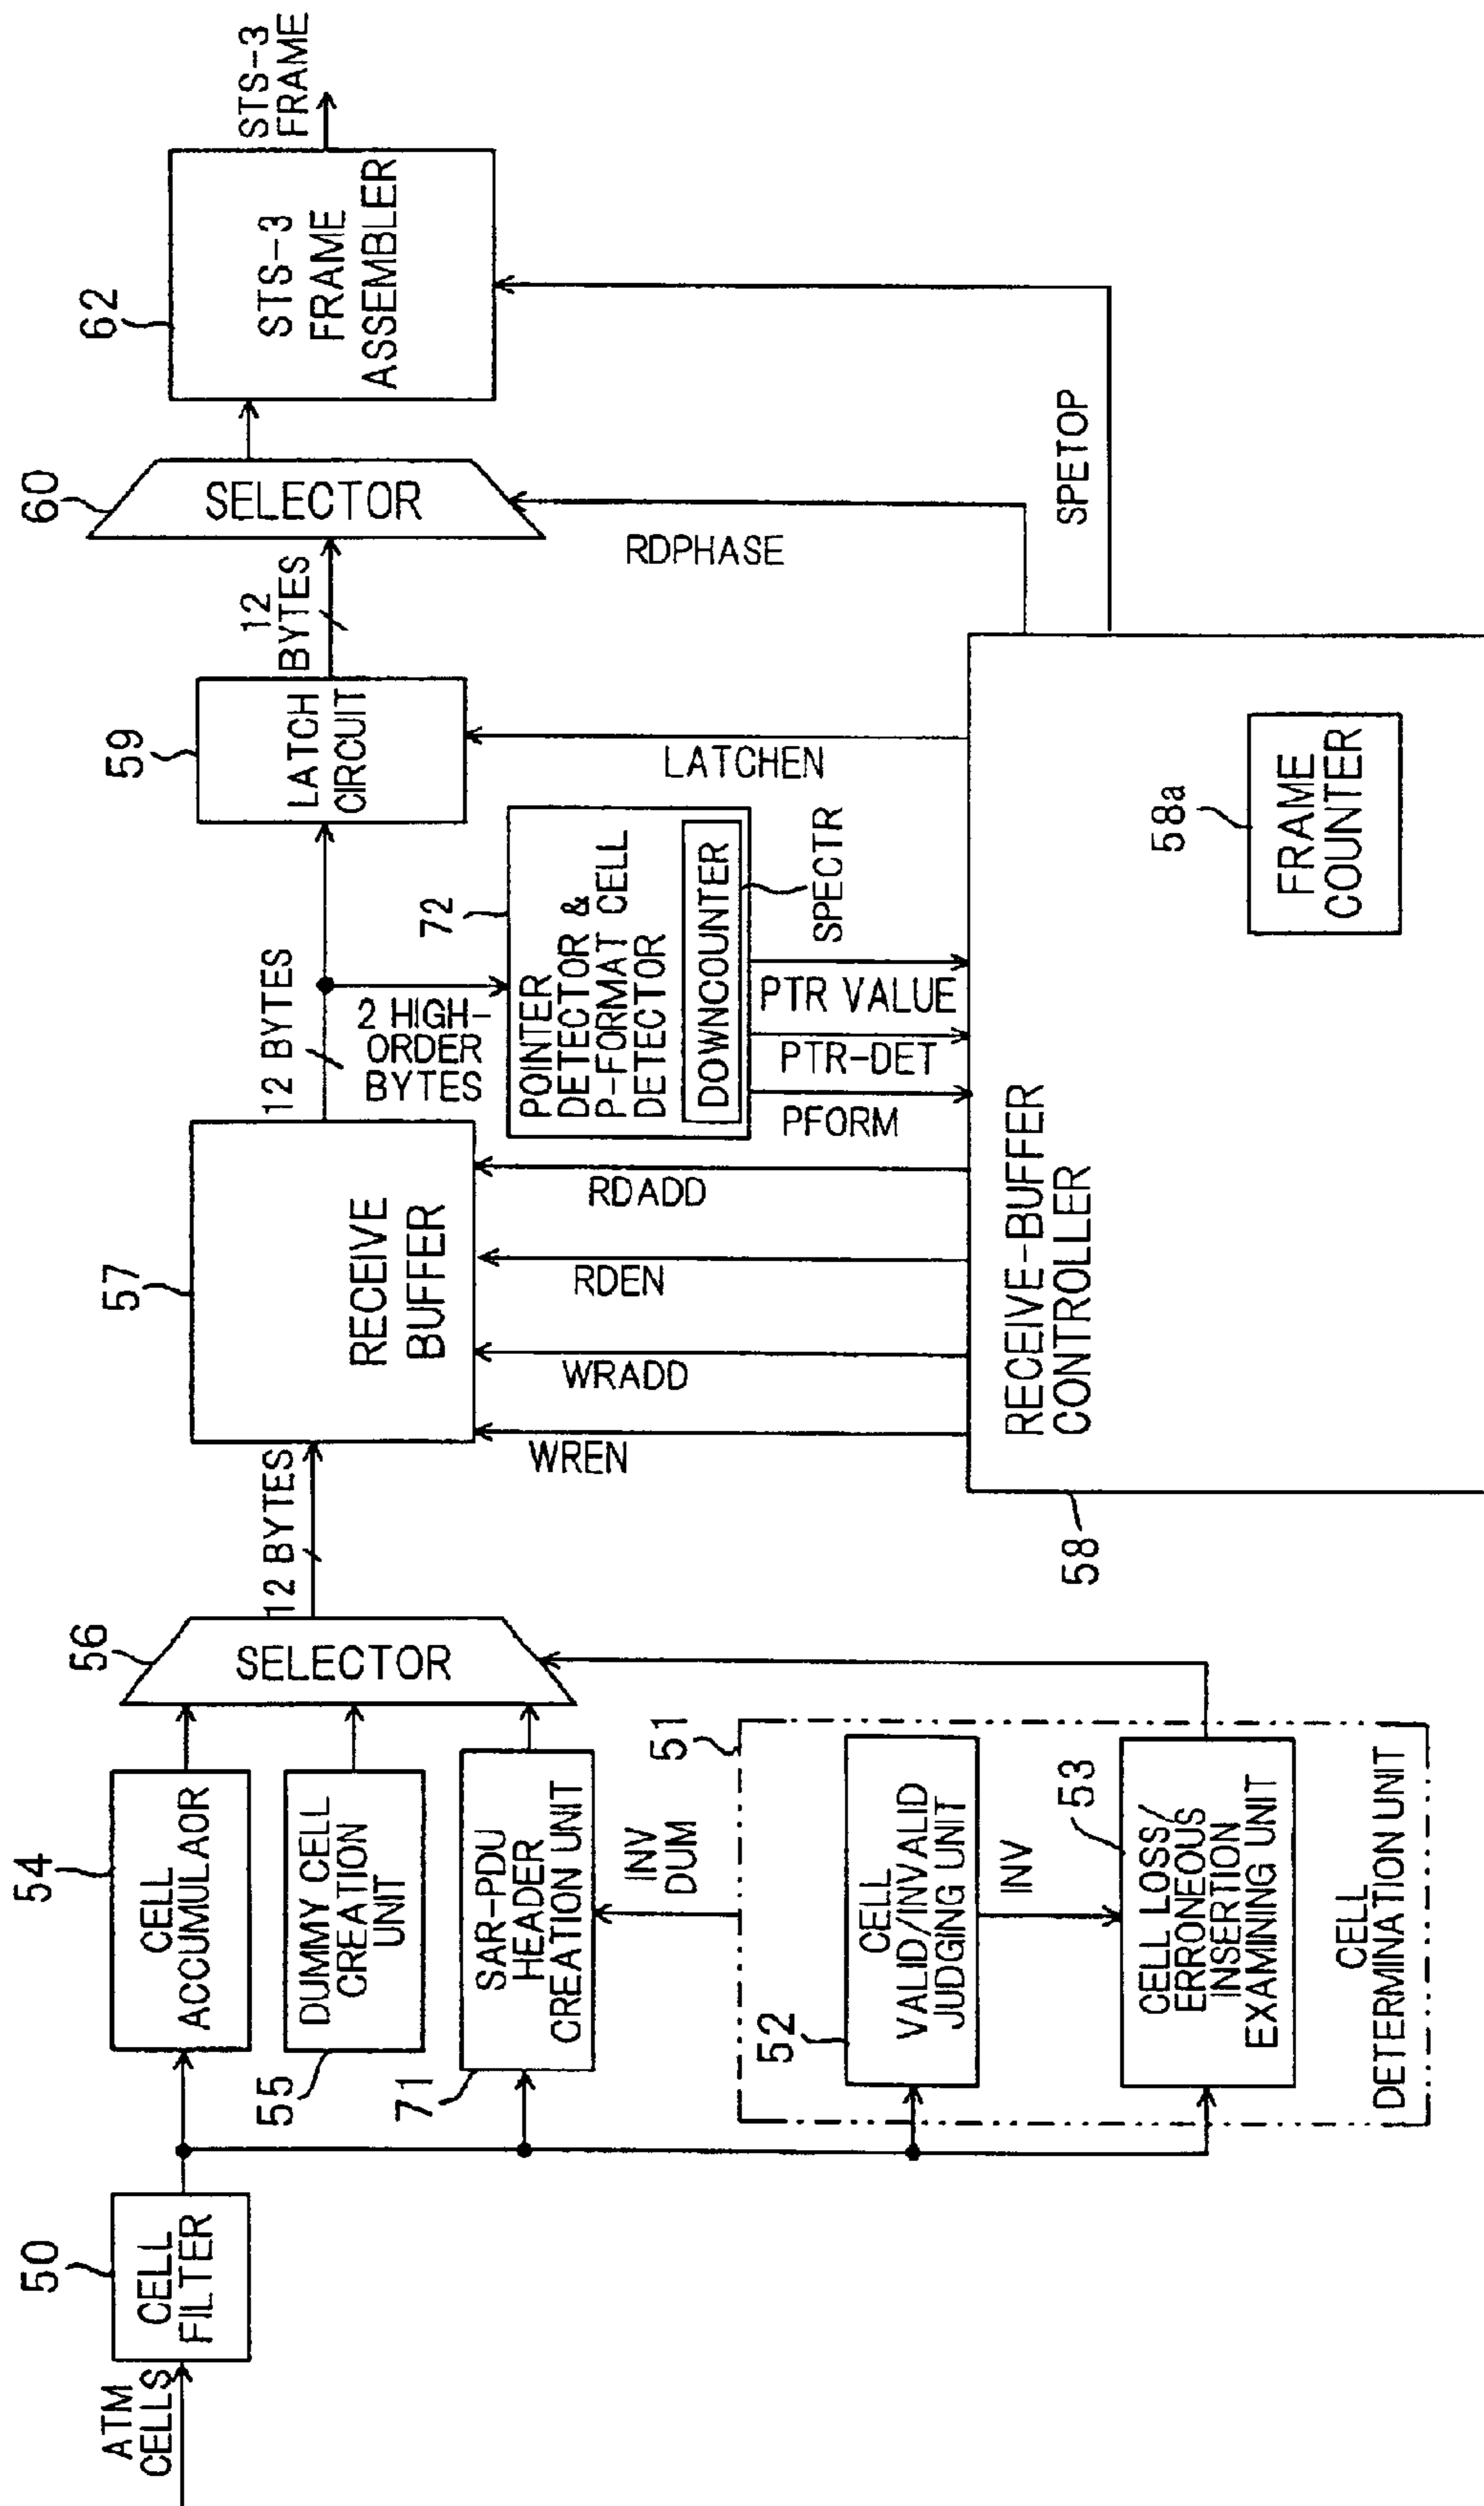 ATM
CELLS
50
CELL
FILTER
54
CELL
ACCUMULAOR
55
DUMMY CELL
CREATION
UNIT
71
SAR-PDU
HEADER
CREATION UNIT
INV
DUM
51
52
CELL
VALID/INVALID
JUDGING UNIT
INV
53
CELL LOSS/
ERRONEOUS
INSERTION
EXAMINING UNIT
CELL
DETERMINATION UNIT
56
SELECTOR
12 BYTES
57
RECEIVE
BUFFER
WREN
WRADD
RDEN
RDADD
58
RECEIVE-BUFFER
CONTROLLER
12 BYTES
2 HIGH-
ORDER
BYTES
72
POINTER
DETECTOR &
P-FORMAT CELL
DETECTOR
DOWNCOUNTER
SPECTR
PTR VALUE
PTR-DET
PFORM
58a
FRAME
COUNTER
59
LATCH
CIRCUIT
LATCHEN
12
BYTES
60
SELECTOR
RDPHASE
SPETOP
62
STS-3
FRAME
ASSEMBLER
STS-3
FRAME